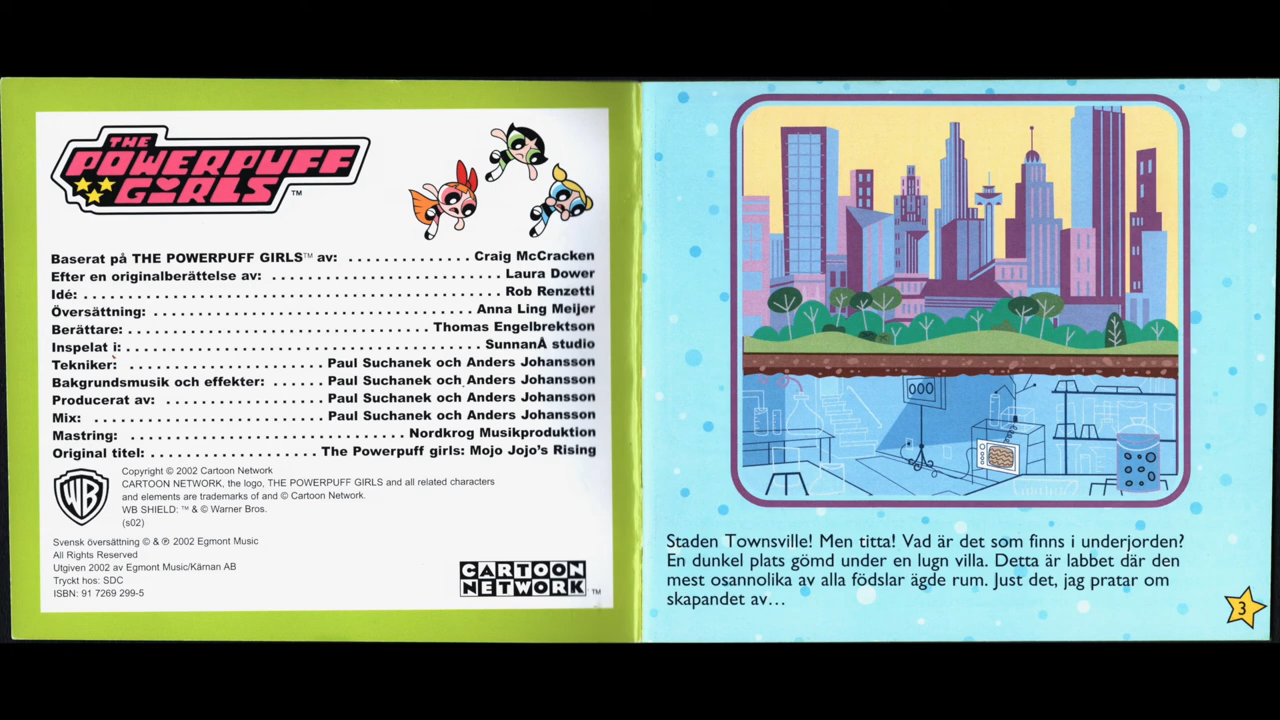 THE
POWERPUFF
GIRLS™
Baserat på THE POWERPUFF GIRLS™ av: . . . . . . . . . . . . Craig McCracken
Efter en originalberättelse av: . . . . . . . . . . . . . . . . . . . . . . . Laura Dower
Idé: . . . . . . . . . . . . . . . . . . . . . . . . . . . . . . . . . . . . . . . . . . Rob Renzetti
Översättning: . . . . . . . . . . . . . . . . . . . . . . . . . . . . . . . Anna Ling Meijer
Berättare: . . . . . . . . . . . . . . . . . . . . . . . . . . . . . Thomas Engelbrektson
Inspelat i: . . . . . . . . . . . . . . . . . . . . . . . . . . . . . . . . . . . SunnanÅ studio
Tekniker: . . . . . . . . . . . . . . . . . . . Paul Suchanek och Anders Johansson
Bakgrundsmusik och effekter: . . . . . . Paul Suchanek och Anders Johansson
Producerat av: . . . . . . . . . . . . . . . Paul Suchanek och Anders Johansson
Mix: . . . . . . . . . . . . . . . . . . . . . . . Paul Suchanek och Anders Johansson
Mastring: . . . . . . . . . . . . . . . . . . . . . . . . . . . Nordkrog Musikproduktion
Original titel: . . . . . . . . . . . . . . . . . The Powerpuff girls: Mojo Jojo's Rising
WB
Copyright © 2002 Cartoon Network
CARTOON NETWORK, the logo, THE POWERPUFF GIRLS and all related characters
and elements are trademarks of and © Cartoon Network.
WB SHIELD: ™ & © Warner Bros.
(s02)
Svensk översättning © & ℗ 2002 Egmont Music
All Rights Reserved
Utgiven 2002 av Egmont Music/Kärnan AB
Tryckt hos: SDC
ISBN: 91 7269 299-5
CARTOON
NETWORK™
000
Staden Townsville! Men titta! Vad är det som finns i underjorden?
En dunkel plats gömd under en lugn villa. Detta är labbet där den
mest osannolika av alla födslar ägde rum. Just det, jag pratar om
skapandet av...
3